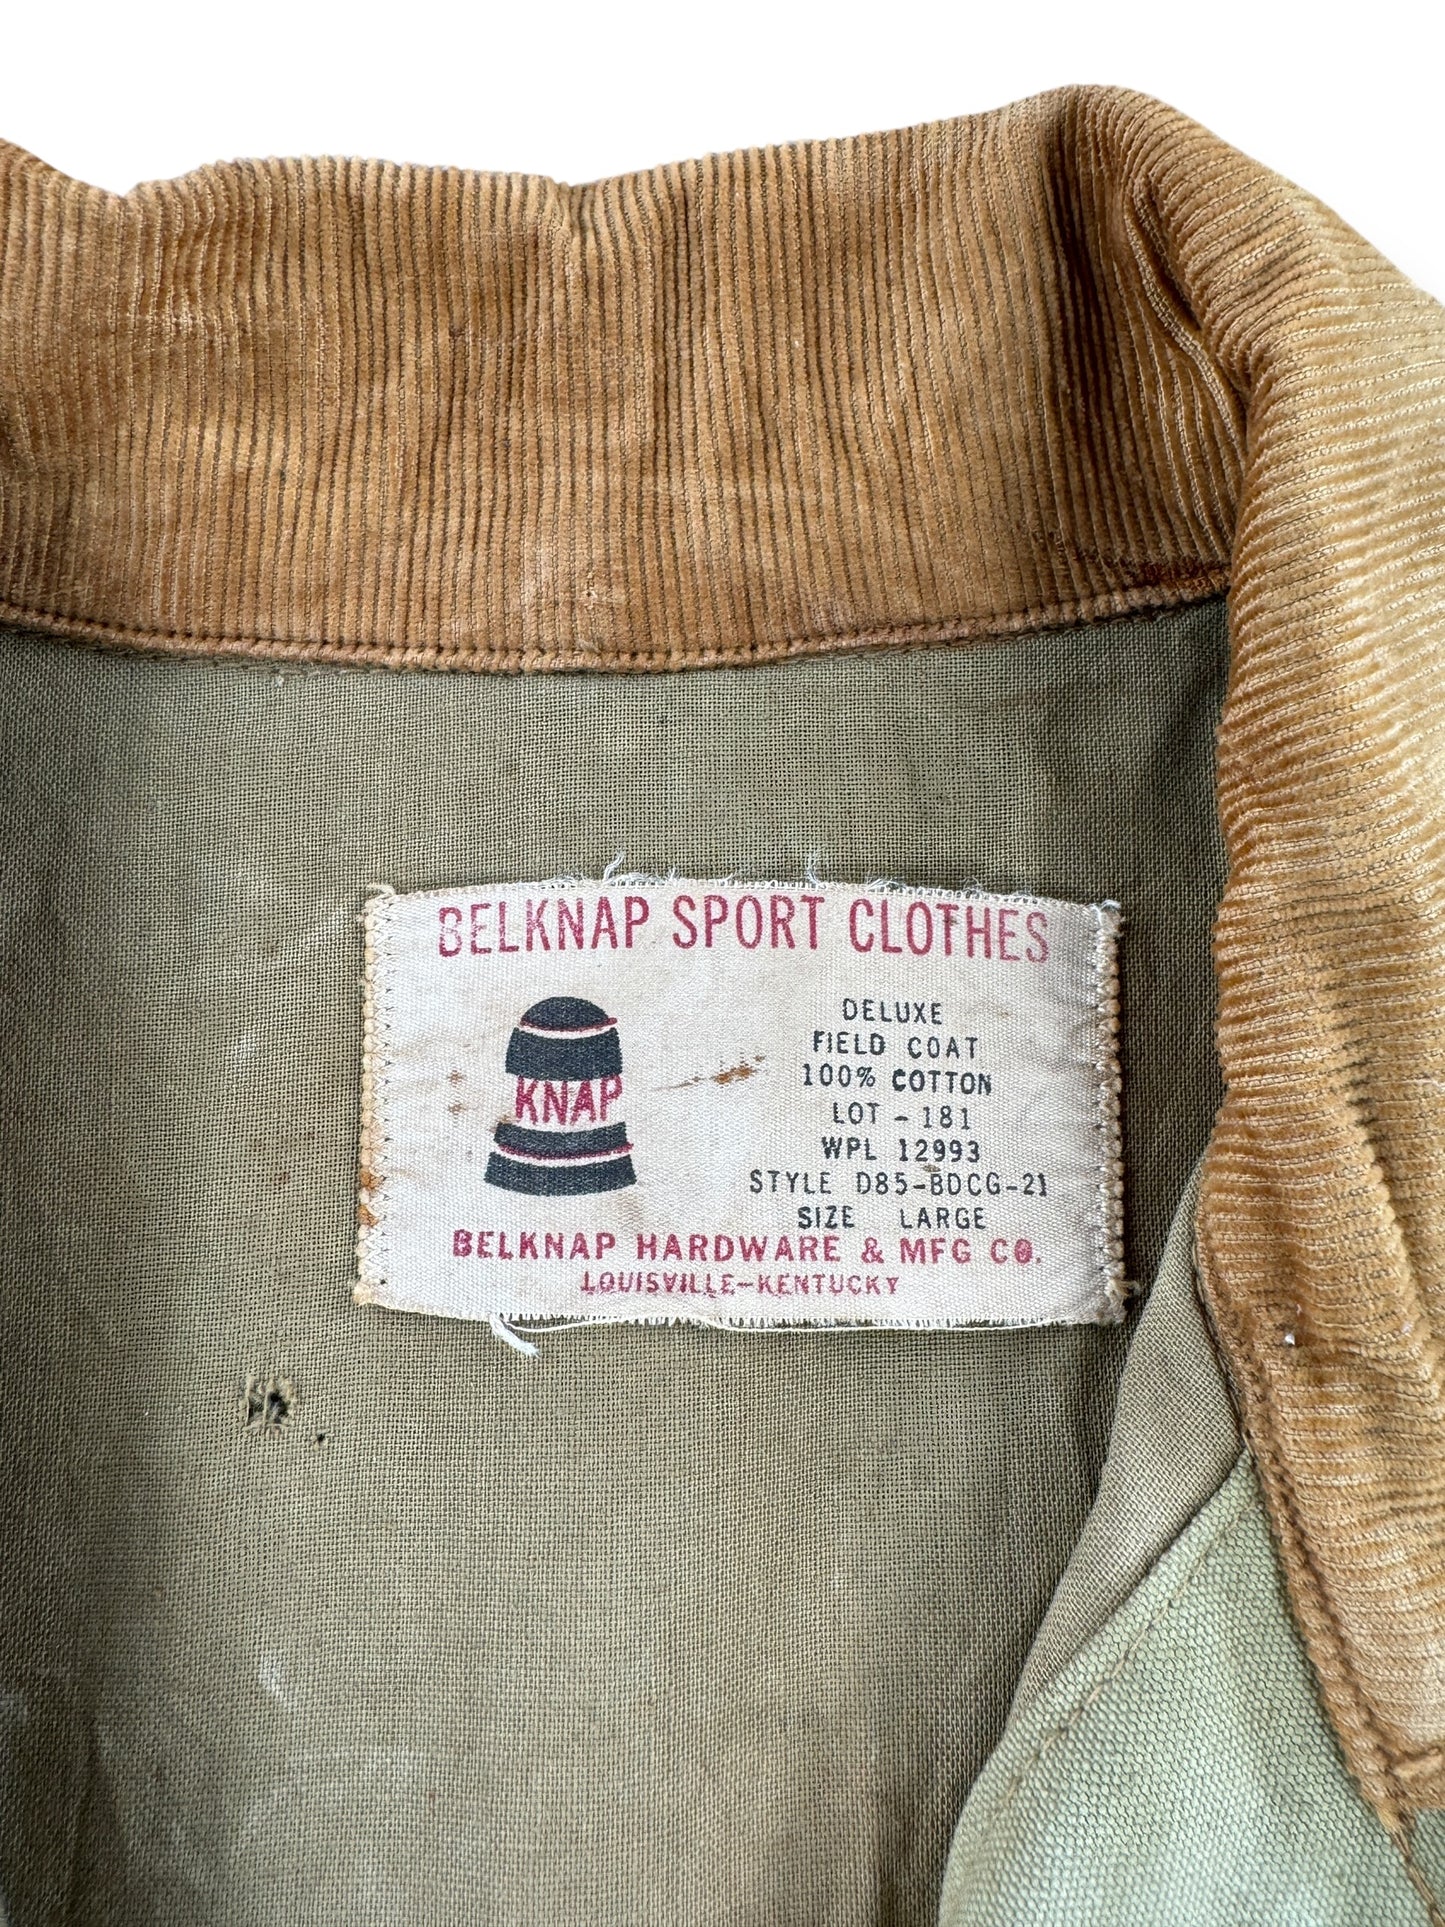 BELKNAP SPORT CLOTHES
KNAP
DELUXE
FIELD COAT
100% COTTON
LOT - 181
WPL 12993
STYLE D85-BDCG-21
SIZE LARGE
BELKNAP HARDWARE & MFG CO.
LOUISVILLE-KENTUCKY